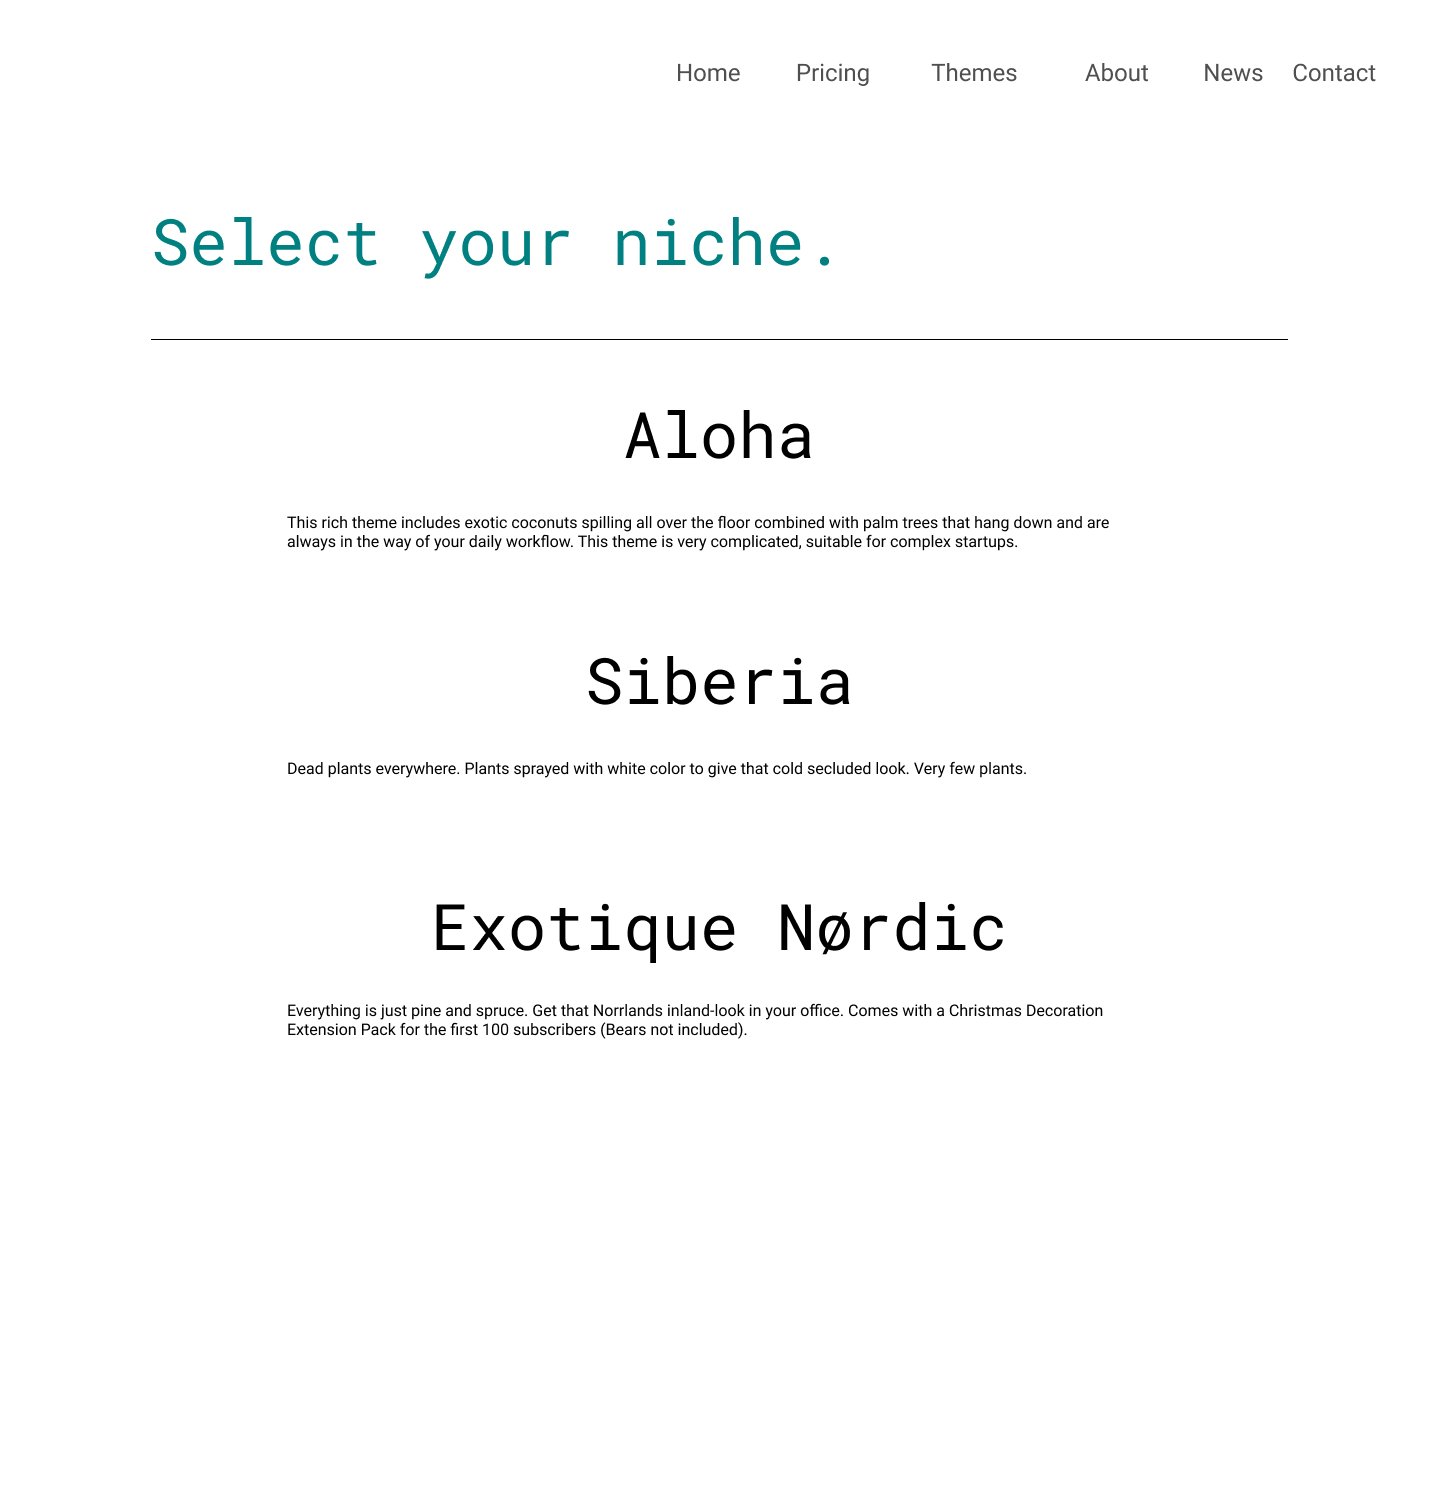 Home Pricing Themes About News Contact
Select your niche.
Aloha
This rich theme includes exotic coconuts spilling all over the floor combined with palm trees that hang down and are
always in the way of your daily workflow. This theme is very complicated, suitable for complex startups.
Siberia
Dead plants everywhere. Plants sprayed with white color to give that cold secluded look. Very few plants.
Exotique Nørdic
Everything is just pine and spruce. Get that Norrlands inland-look in your office. Comes with a Christmas Decoration
Extension Pack for the first 100 subscribers (Bears not included).